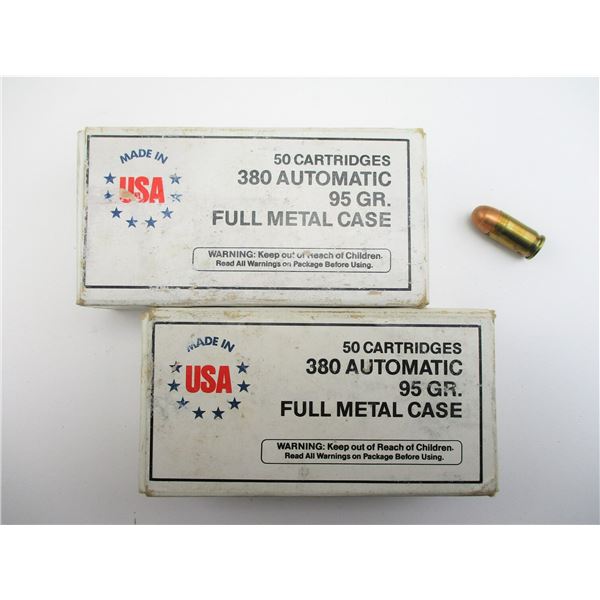 MADE IN
USA
50 CARTRIDGES
380 AUTOMATIC
95 GR.
FULL METAL CASE
WARNING: Keep out of Reach of Children.
Read All Warnings on Package Before Using.
MADE IN
USA
50 CARTRIDGES
380 AUTOMATIC
95 GR.
FULL METAL CASE
WARNING: Keep out of Reach of Children.
Read All Warnings on Package Before Using.